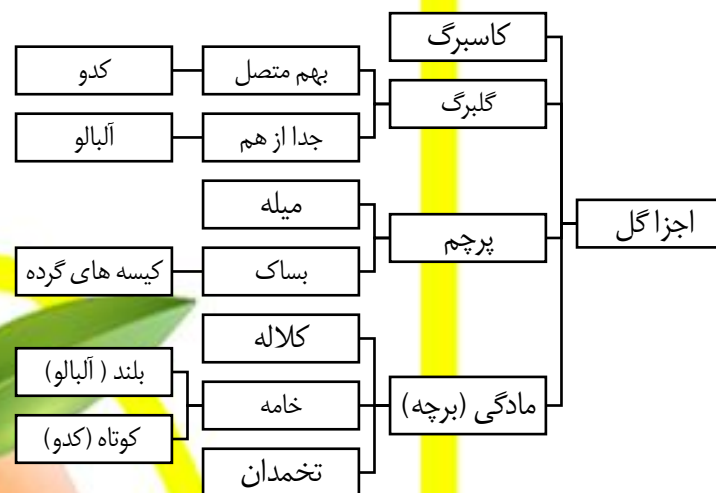 اجزا گل
کاسبرگ
گلبرگ
بهم متصل
کدو
جدا از هم
آلبالو
پرچم
میله
بساک
کیسه های گرده
مادگی (برچه)
کلاله
خامه
بلند ( آلبالو)
کوتاه (کدو)
تخمدان